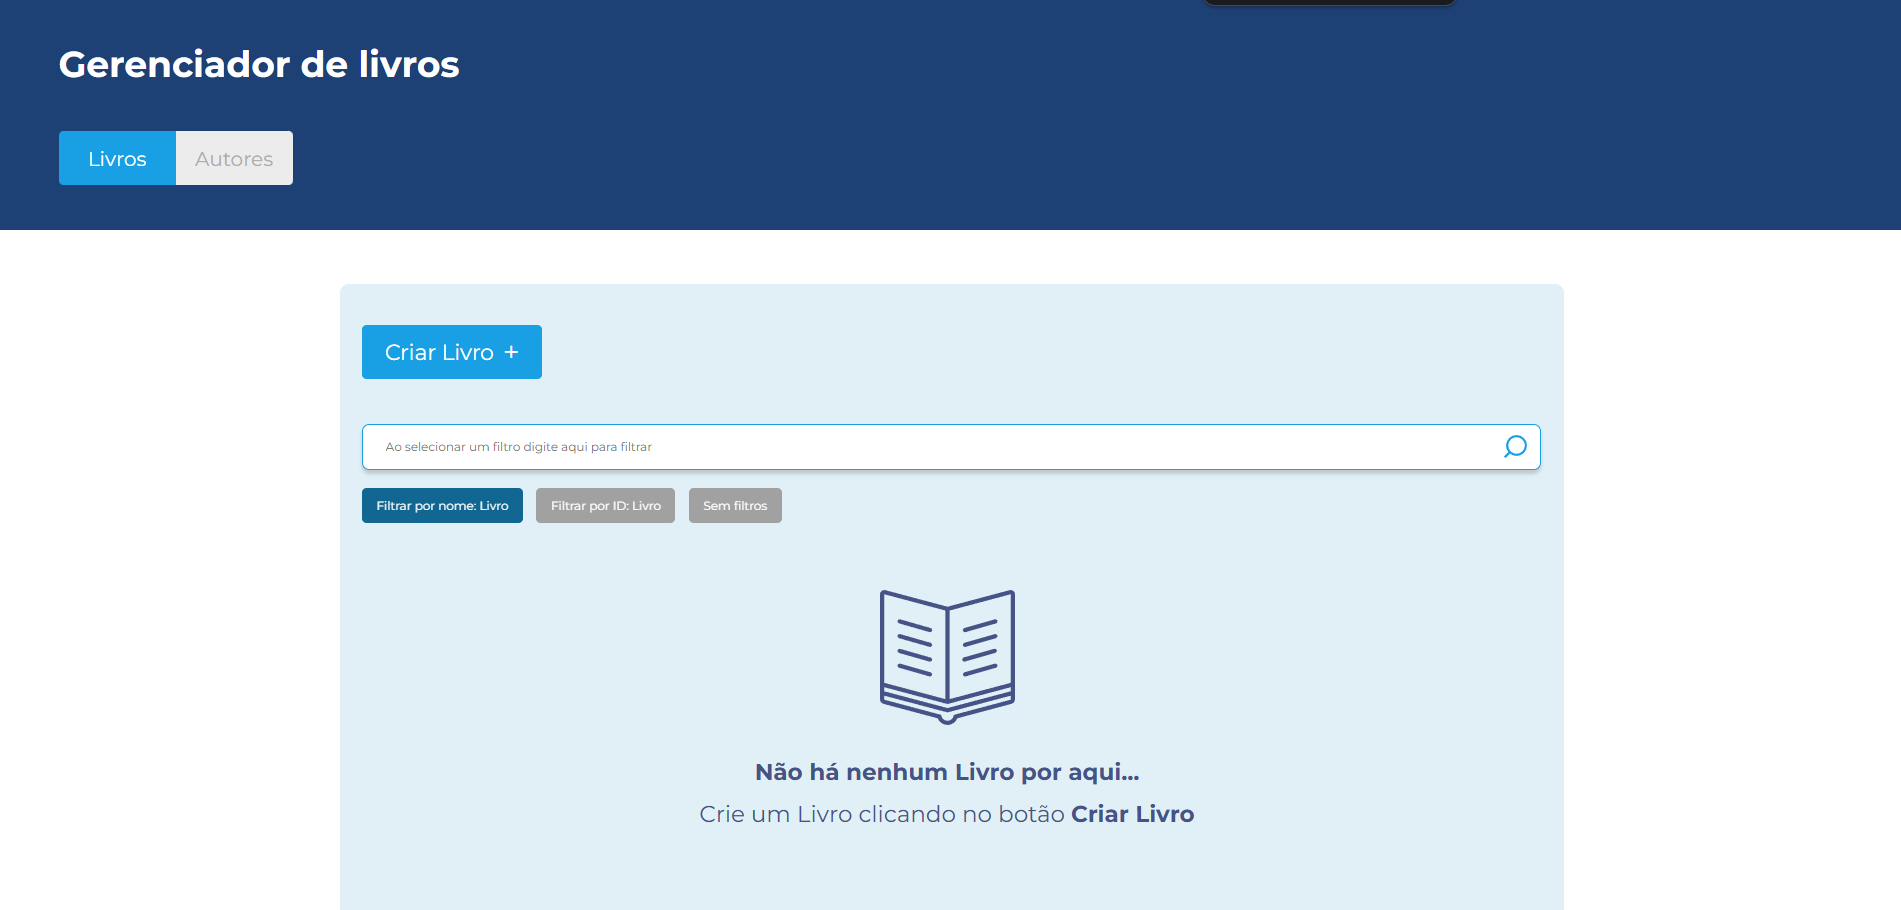 Gerenciador de livros
Livros
Autores
Criar Livro +
Ao selecionar um filtro digite aqui para filtrar
Filtrar por nome: Livro
Filtrar por ID: Livro
Sem filtros
Não há nenhum Livro por aqui...
Crie um Livro clicando no botão Criar Livro